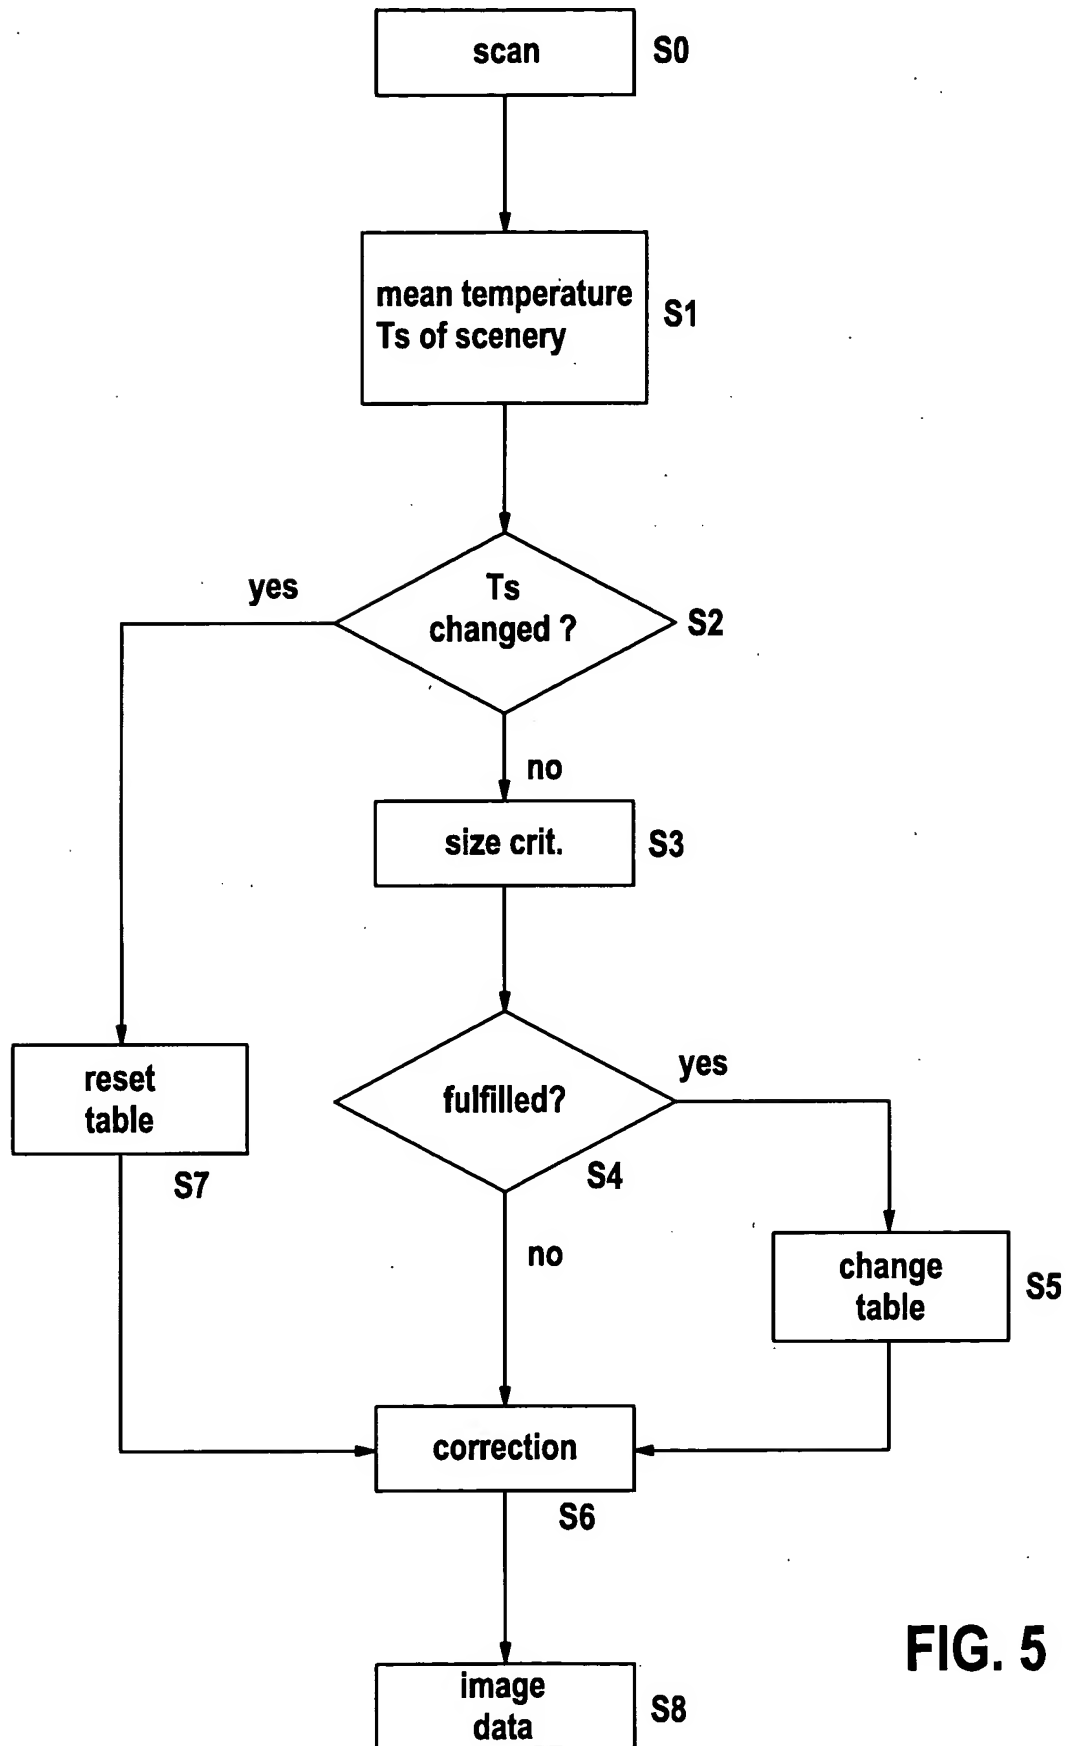 scan
S0
mean temperature
Ts of scenery
S1
Ts
changed ?
S2
yes
no
size crit.
S3
fulfilled?
S4
yes
no
reset
table
S7
change
table
S5
correction
S6
image
data
S8
FIG. 5